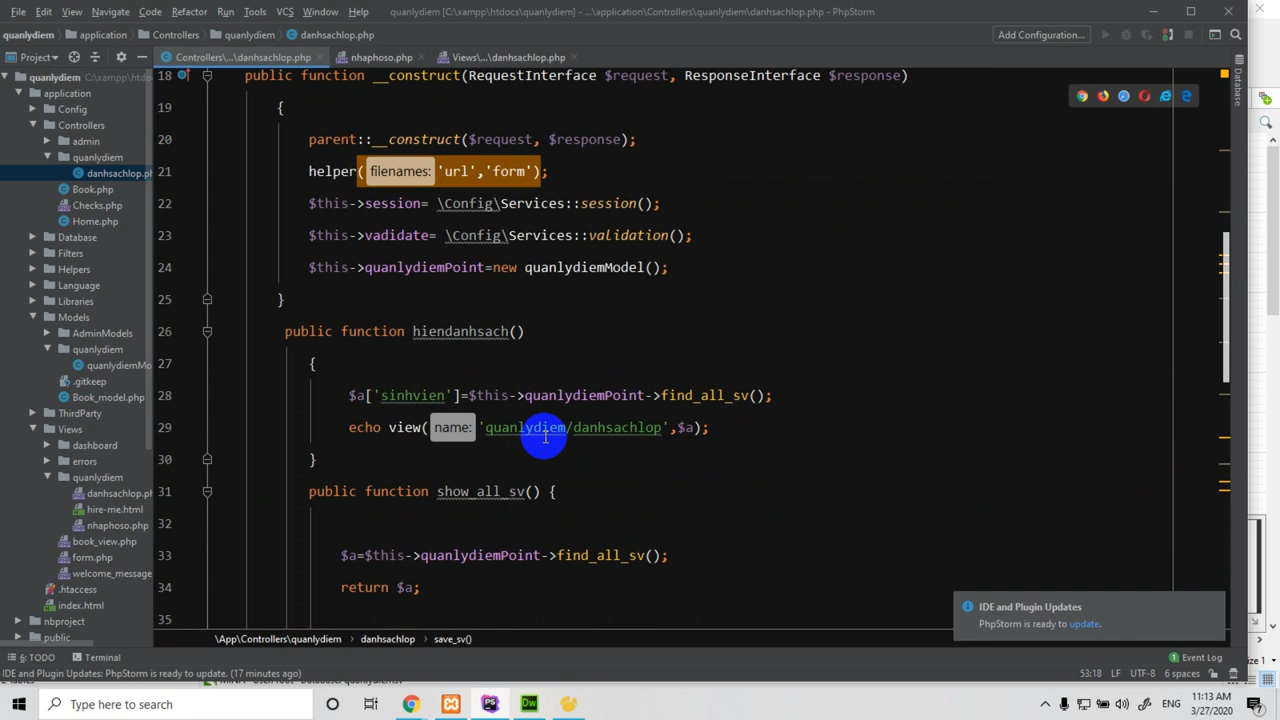 File Edit View Navigate Code Refactor Run Tools VCS Window Help quanlydiem [C:\xampp\htdocs\quanlydiem] - ...\application\Controllers\quanlydiem\danhsachlop.php - PhpStorm
quanlydiem application Controllers quanlydiem danhsachlop.php Add Configuration...
Project Controllers\...\danhsachlop.php nhaphoso.php Views\...\danhsachlop.php
quanlydiem C:\xampp
application
Config
Controllers
admin
quanlydiem
danhsachlop.ph
Book.php
Checks.php
Home.php
Database
Filters
Helpers
Language
Libraries
Models
AdminModels
quanlydiem
quanlydiemMo
.gitkeep
Book_model.php
ThirdParty
Views
dashboard
errors
quanlydiem
danhsachlop.ph
hire-me.html
nhaphoso.php
book_view.php
form.php
welcome_message
.htaccess
index.html
nbproject
public
18 public function __construct(RequestInterface $request, ResponseInterface $response)
19 {
20 parent::__construct($request, $response);
21 helper( filenames: 'url','form');
22 $this->session= \Config\Services::session();
23 $this->vadidate= \Config\Services::validation();
24 $this->quanlydiemPoint=new quanlydiemModel();
25 }
26 public function hiendanhsach()
27 {
28 $a['sinhvien']=$this->quanlydiemPoint->find_all_sv();
29 echo view( name: 'quanlydiem/danhsachlop',$a);
30 }
31 public function show_all_sv() {
32
33 $a=$this->quanlydiemPoint->find_all_sv();
34 return $a;
35
Database
IDE and Plugin Updates
PhpStorm is ready to update.
\App\Controllers\quanlydiem danhsachlop save_sv()
6: TODO Terminal 1 Event Log
IDE and Plugin Updates: PhpStorm is ready to update. (17 minutes ago) 53:18 LF UTF-8 6 spaces
Type here to search
ENG
11:13 AM
3/27/2020